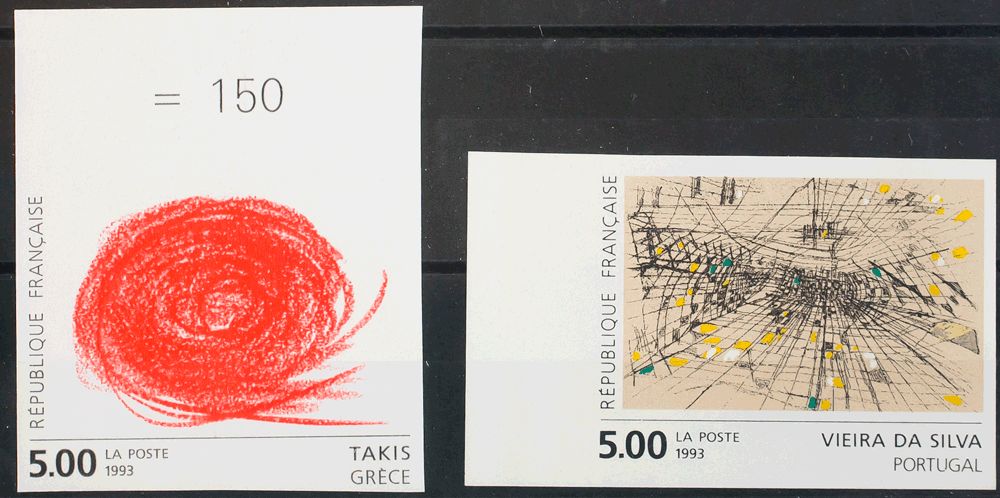 = 150
RÉPUBLIQUE FRANÇAISE
5.00 LA POSTE
1993
TAKIS
GRÈCE
RÉPUBLIQUE FRANÇAISE
5.00 LA POSTE
1993
VIEIRA DA SILVA
PORTUGAL